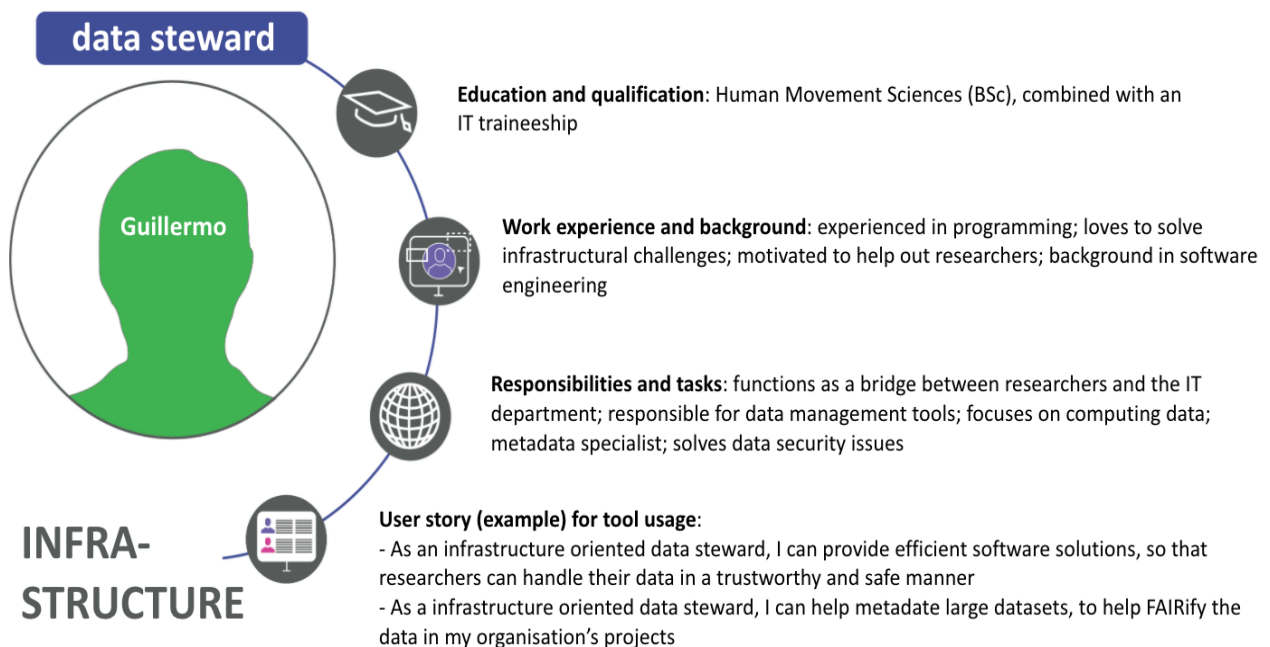 data steward
Guillermo
Education and qualification: Human Movement Sciences (BSc), combined with an
IT traineeship
Work experience and background: experienced in programming; loves to solve
infrastructural challenges; motivated to help out researchers; background in software
engineering
Responsibilities and tasks: functions as a bridge between researchers and the IT
department; responsible for data management tools; focuses on computing data;
metadata specialist; solves data security issues
INFRA-
STRUCTURE
User story (example) for tool usage:
- As an infrastructure oriented data steward, I can provide efficient software solutions, so that
researchers can handle their data in a trustworthy and safe manner
- As a infrastructure oriented data steward, I can help metadate large datasets, to help FAIRify the
data in my organisation’s projects